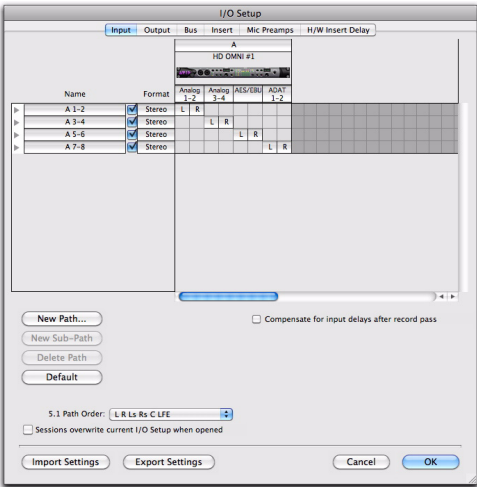 I/O Setup
Input Output Bus Insert Mic Preamps H/W Insert Delay
A
HD OMNI #1
Name Format Analog 1-2 Analog 3-4 AES/EBU ADAT 1-2
A 1-2 Stereo L R
A 3-4 Stereo L R
A 5-6 Stereo L R
A 7-8 Stereo L R
New Path... Compensate for input delays after record pass
New Sub-Path
Delete Path
Default
5.1 Path Order: L R Ls Rs C LFE
Sessions overwrite current I/O Setup when opened
Import Settings Export Settings Cancel OK